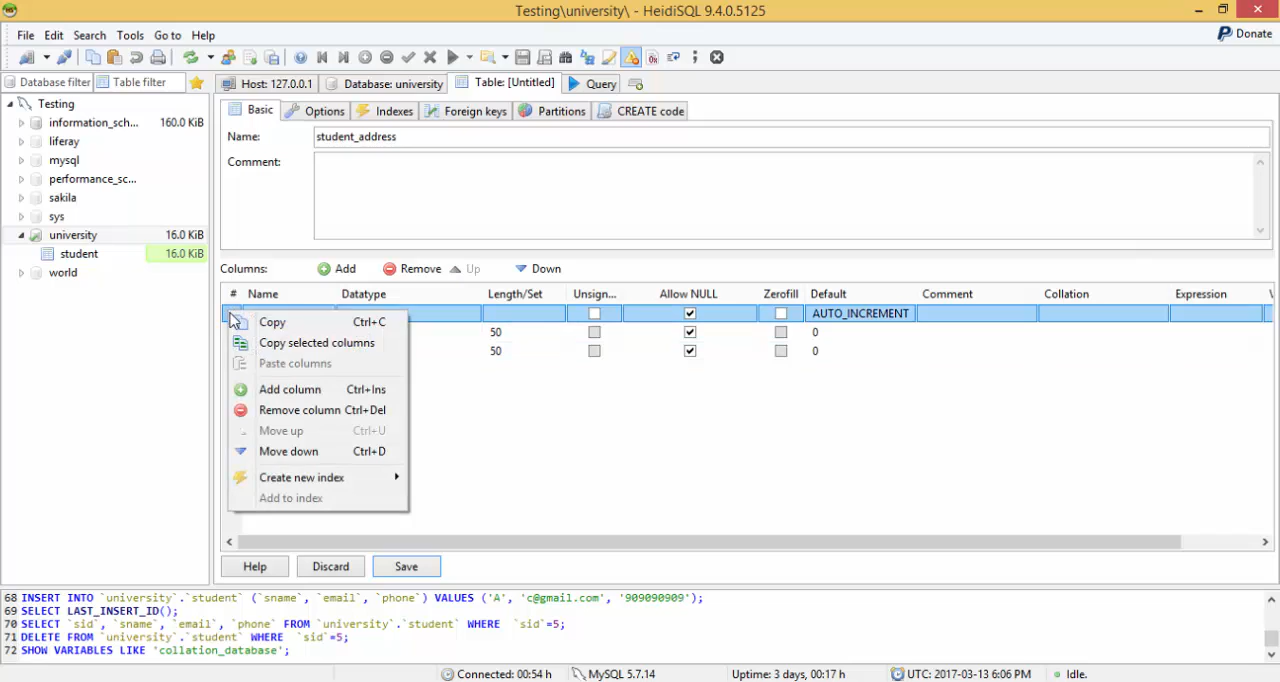 Testing\university\ - HeidiSQL 9.4.0.5125
File Edit Search Tools Go to Help
Donate
Database filter Table filter Host: 127.0.0.1 Database: university Table: [Untitled] Query
Testing
information_sch... 160.0 KiB
liferay
mysql
performance_sc...
sakila
sys
university 16.0 KiB
student 16.0 KiB
world
Basic Options Indexes Foreign keys Partitions CREATE code
Name: student_address
Comment:
Columns: Add Remove Up Down
# Name Datatype Length/Set Unsign... Allow NULL Zerofill Default Comment Collation Expression V
AUTO_INCREMENT
50 0
50 0
Copy Ctrl+C
Copy selected columns
Paste columns
Add column Ctrl+Ins
Remove column Ctrl+Del
Move up Ctrl+U
Move down Ctrl+D
Create new index
Add to index
Help Discard Save
68 INSERT INTO `university`.`student` (`sname`, `email`, `phone`) VALUES ('A', 'c@gmail.com', '909090909');
69 SELECT LAST_INSERT_ID();
70 SELECT `sid`, `sname`, `email`, `phone` FROM `university`.`student` WHERE  `sid`=5;
71 DELETE FROM `university`.`student` WHERE  `sid`=5;
72 SHOW VARIABLES LIKE 'collation_database';
Connected: 00:54 h MySQL 5.7.14 Uptime: 3 days, 00:17 h UTC: 2017-03-13 6:06 PM Idle.